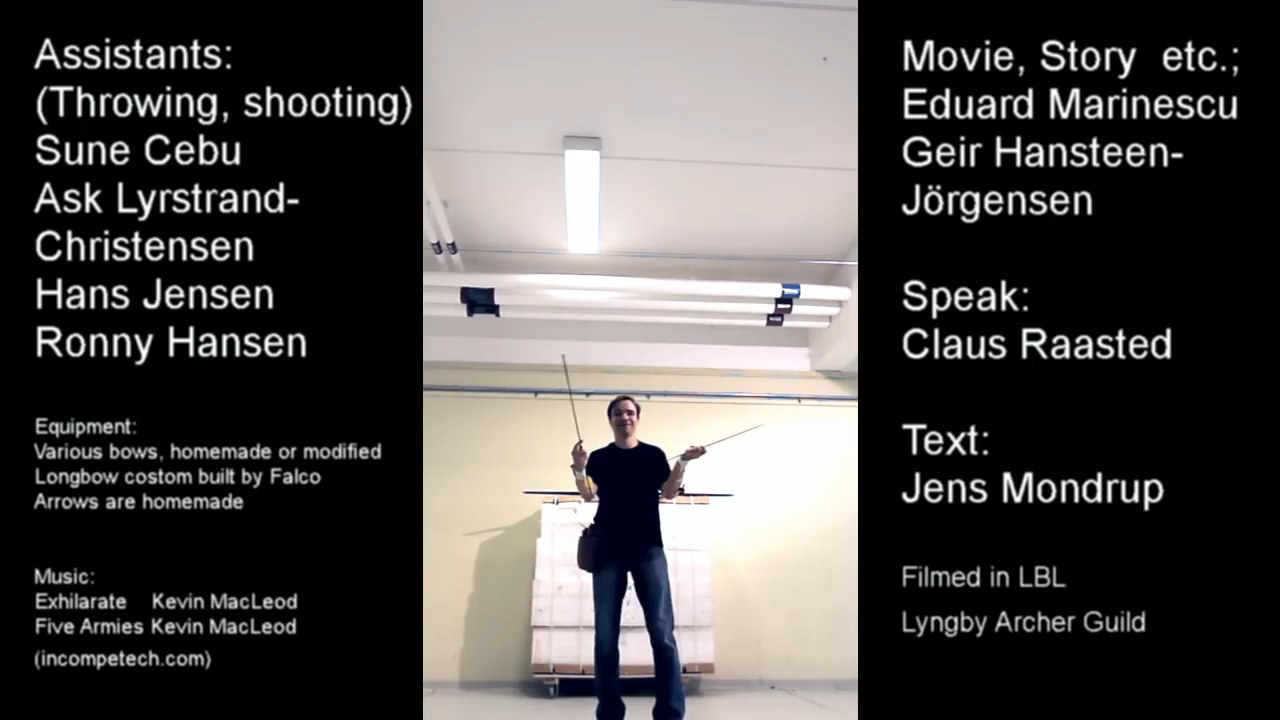 Assistants:
(Throwing, shooting)
Sune Cebu
Ask Lyrstrand-
Christensen
Hans Jensen
Ronny Hansen
Equipment:
Various bows, homemade or modified
Longbow costom built by Falco
Arrows are homemade
Music:
Exhilarate Kevin MacLeod
Five Armies Kevin MacLeod
(incompetech.com)
Movie, Story etc.;
Eduard Marinescu
Geir Hansteen-
Jörgensen
Speak:
Claus Raasted
Text:
Jens Mondrup
Filmed in LBL
Lyngby Archer Guild